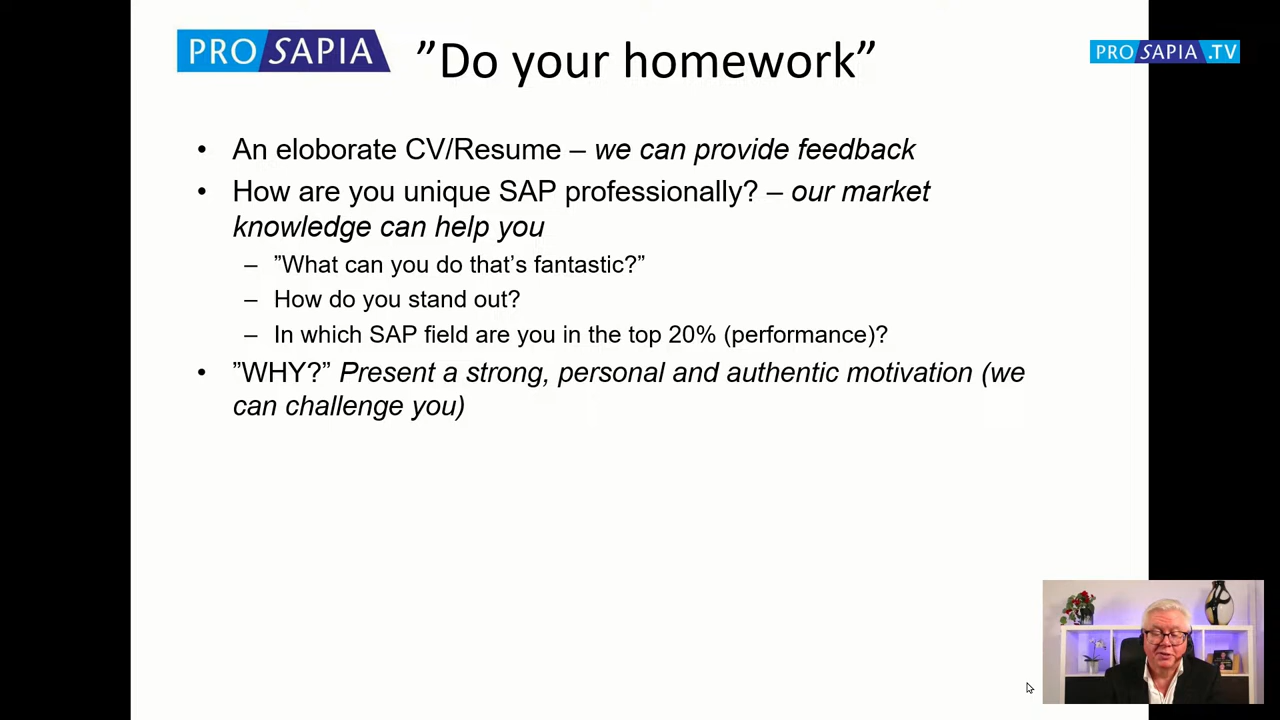 PRO SAPIA
”Do your homework”
PRO SAPIA .TV
• An eloborate CV/Resume – we can provide feedback
• How are you unique SAP professionally? – our market
knowledge can help you
– ”What can you do that’s fantastic?”
– How do you stand out?
– In which SAP field are you in the top 20% (performance)?
• ”WHY?” Present a strong, personal and authentic motivation (we
can challenge you)